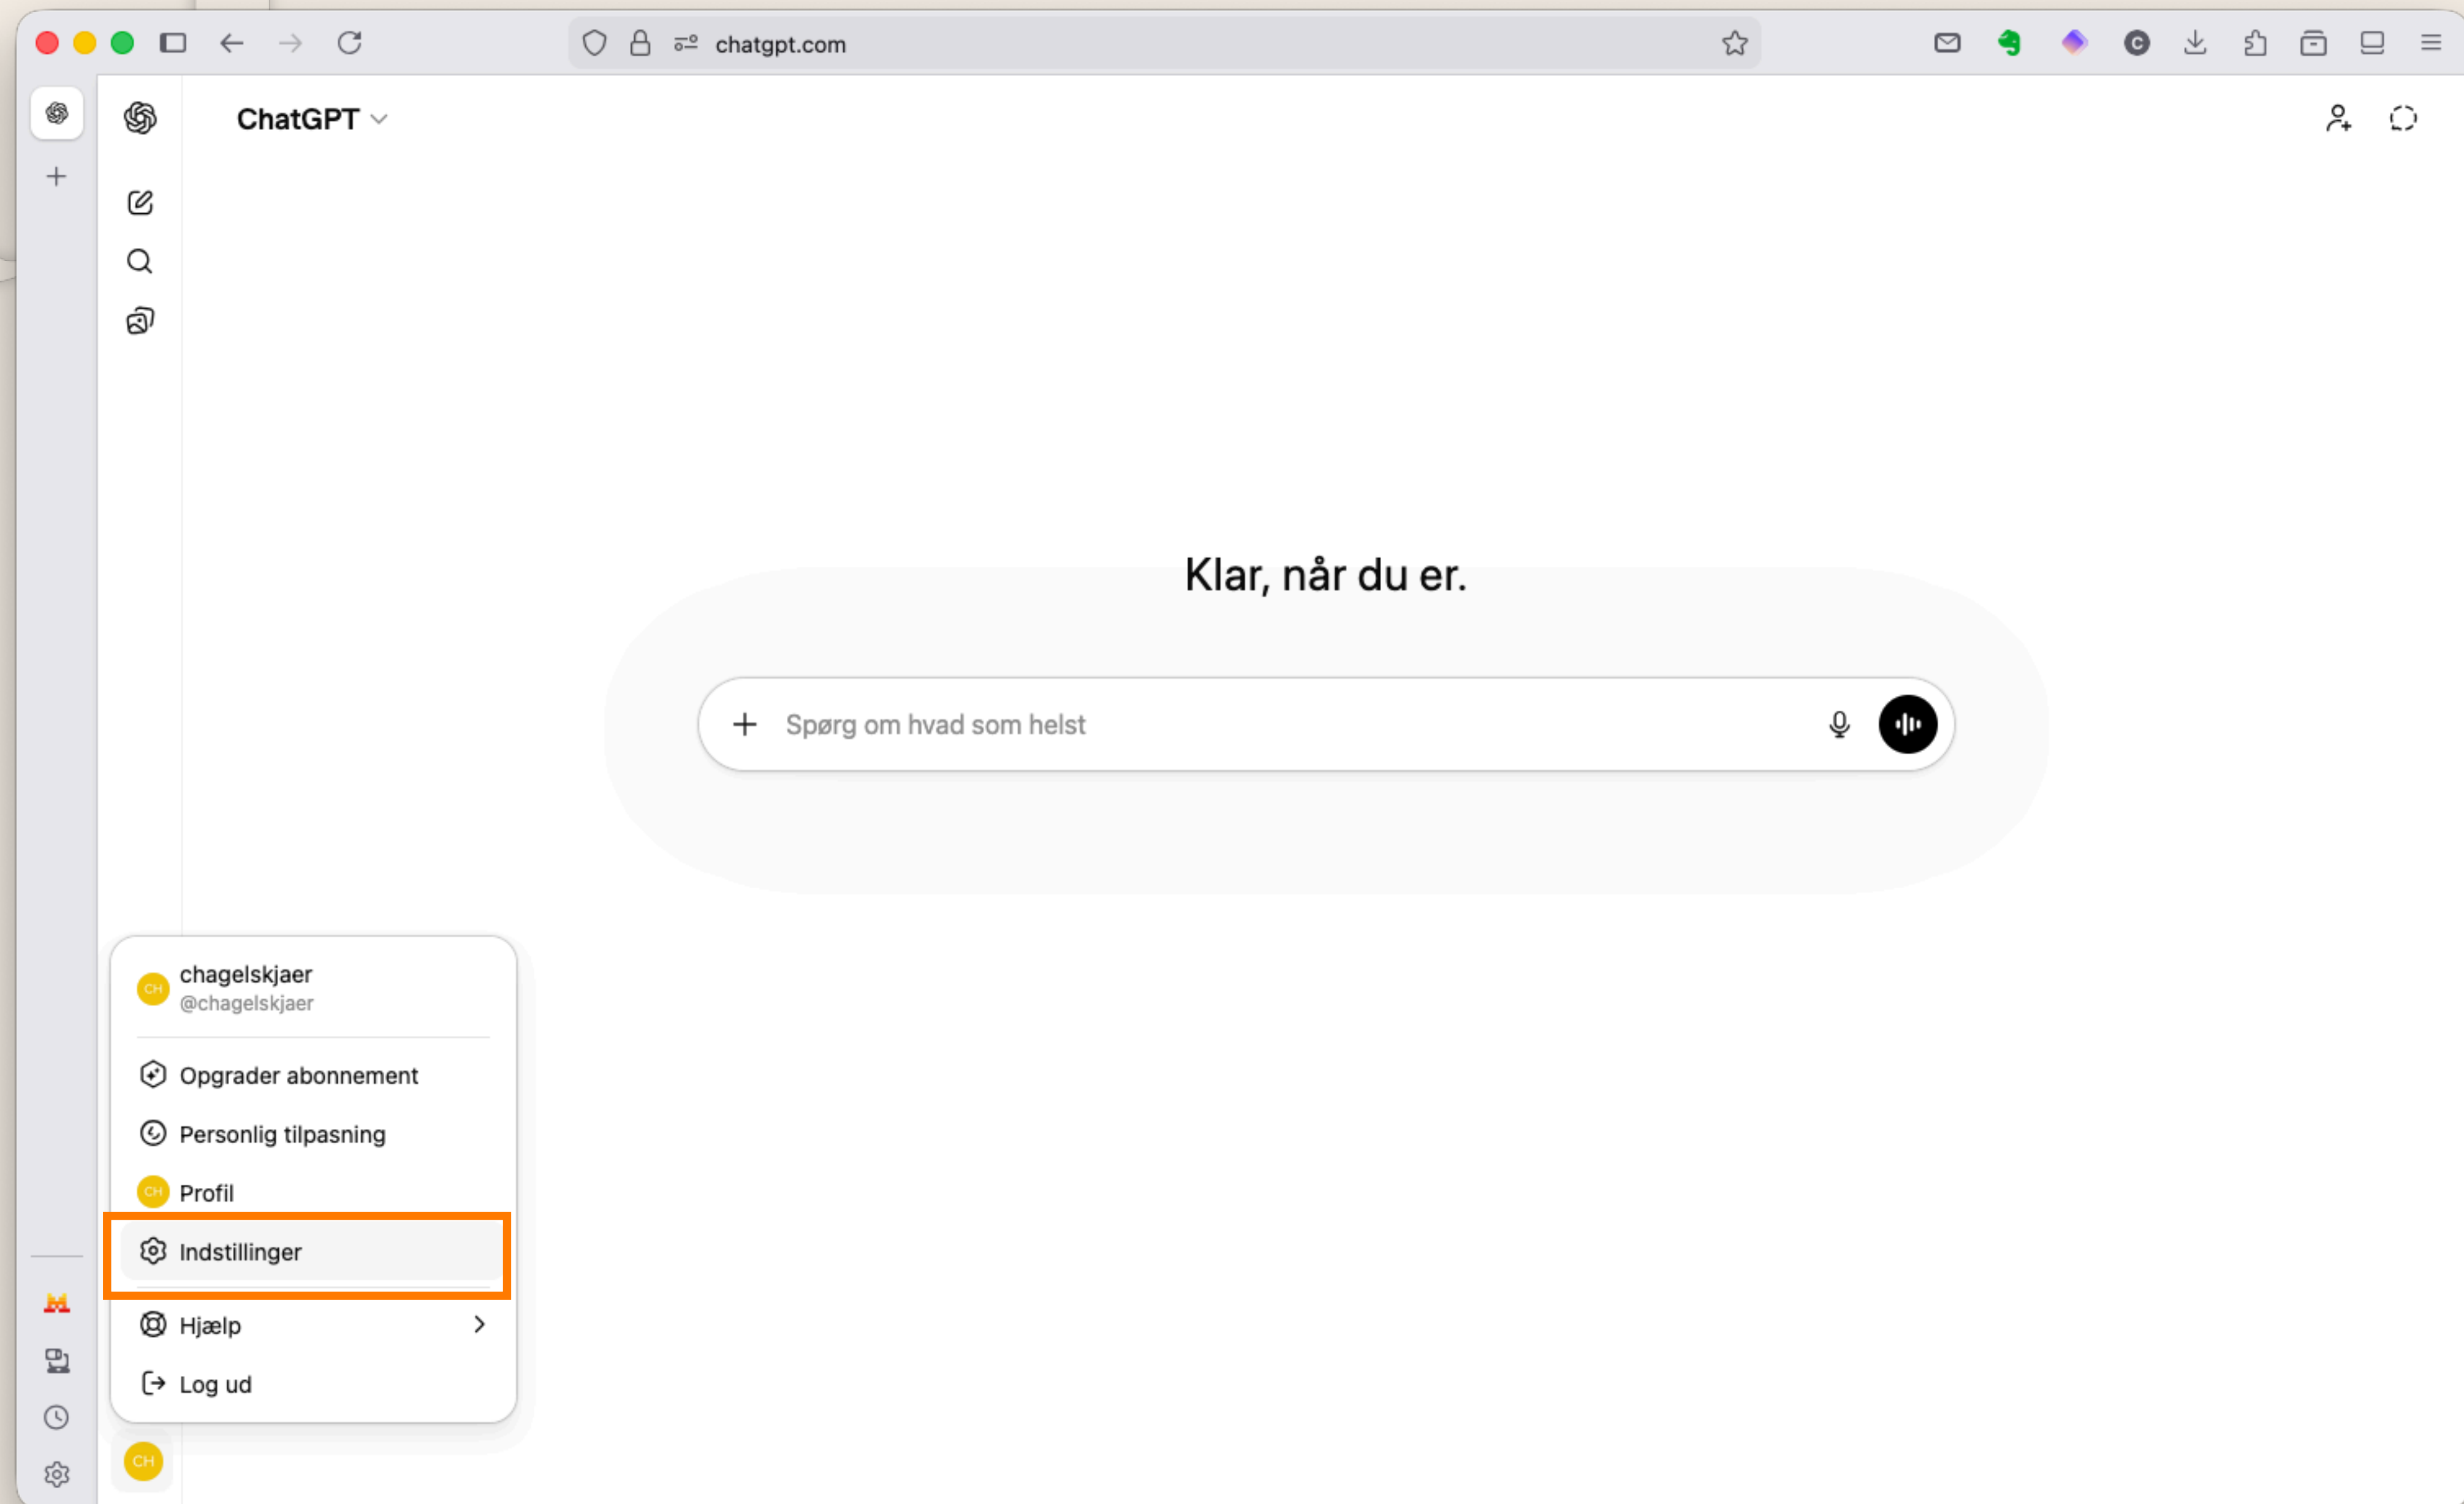 chatgpt.com
ChatGPT
Klar, når du er.
Spørg om hvad som helst
CH
chagelskjaer
@chagelskjaer
Opgrader abonnement
Personlig tilpasning
CH
Profil
Indstillinger
Hjælp
Log ud
CH